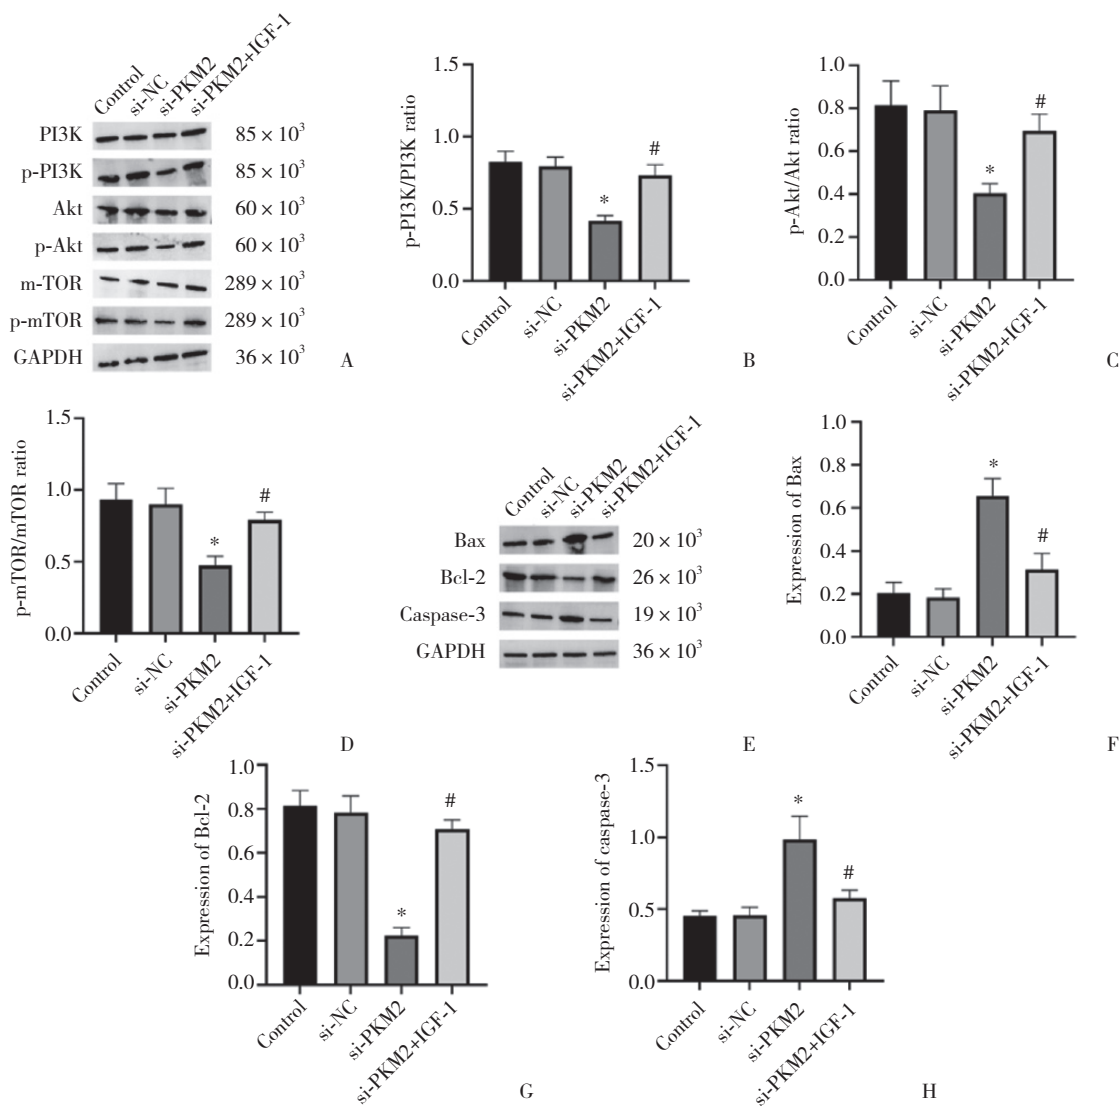 Control
si-NC
si-PKM2
si-PKM2+IGF-1
PI3K 85 × 10³
p-PI3K 85 × 10³
Akt 60 × 10³
p-Akt 60 × 10³
m-TOR 289 × 10³
p-mTOR 289 × 10³
GAPDH 36 × 10³
A
p-PI3K/PI3K ratio
1.5
1.0
0.5
0.0
*
#
Control
si-NC
si-PKM2
si-PKM2+IGF-1
B
p-Akt/Akt ratio
1.0
0.8
0.6
0.4
0.2
0.0
*
#
Control
si-NC
si-PKM2
si-PKM2+IGF-1
C
p-mTOR/mTOR ratio
1.5
1.0
0.5
0.0
*
#
Control
si-NC
si-PKM2
si-PKM2+IGF-1
D
Control
si-NC
si-PKM2
si-PKM2+IGF-1
Bax 20 × 10³
Bcl-2 26 × 10³
Caspase-3 19 × 10³
GAPDH 36 × 10³
E
Expression of Bax
1.0
0.8
0.6
0.4
0.2
0.0
*
#
Control
si-NC
si-PKM2
si-PKM2+IGF-1
F
Expression of Bcl-2
1.0
0.8
0.6
0.4
0.2
0.0
*
#
Control
si-NC
si-PKM2
si-PKM2+IGF-1
G
Expression of caspase-3
1.5
1.0
0.5
0.0
*
#
Control
si-NC
si-PKM2
si-PKM2+IGF-1
H